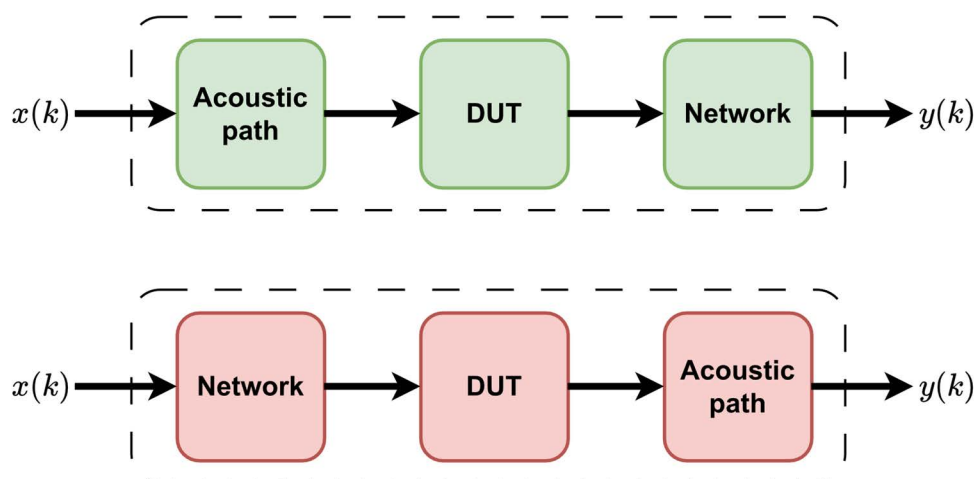 x(k)
Acoustic
path
DUT
Network
y(k)
x(k)
Network
DUT
Acoustic
path
y(k)